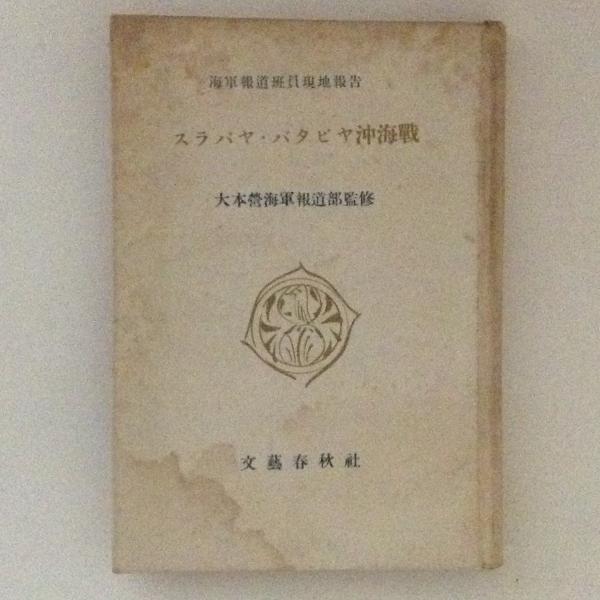 海軍報道班員現地報告
スラバヤ・バタビヤ沖海戰
大本營海軍報道部監修
文藝春秋社